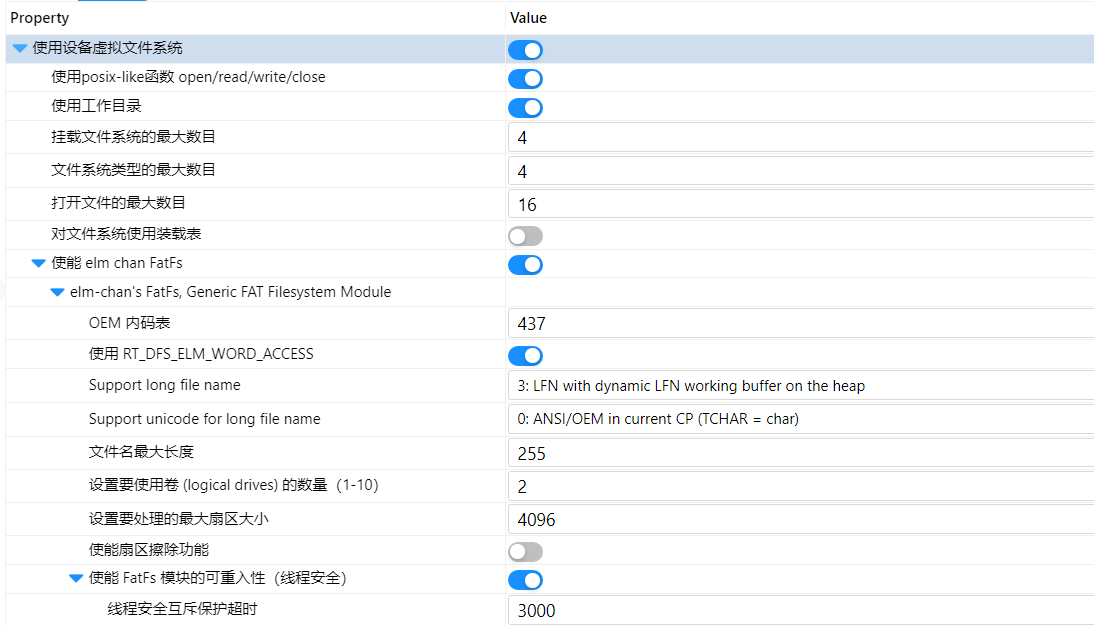 Property Value
使用设备虚拟文件系统
使用posix-like函数 open/read/write/close
使用工作目录
挂载文件系统的最大数目 4
文件系统类型的最大数目 4
打开文件的最大数目 16
对文件系统使用装载表
使能 elm chan FatFs
elm-chan's FatFs, Generic FAT Filesystem Module
OEM 内码表 437
使用 RT_DFS_ELM_WORD_ACCESS
Support long file name 3: LFN with dynamic LFN working buffer on the heap
Support unicode for long file name 0: ANSI/OEM in current CP (TCHAR = char)
文件名最大长度 255
设置要使用卷 (logical drives) 的数量（1-10） 2
设置要处理的最大扇区大小 4096
使能扇区擦除功能
使能 FatFs 模块的可重入性（线程安全） 
线程安全互斥保护超时 3000